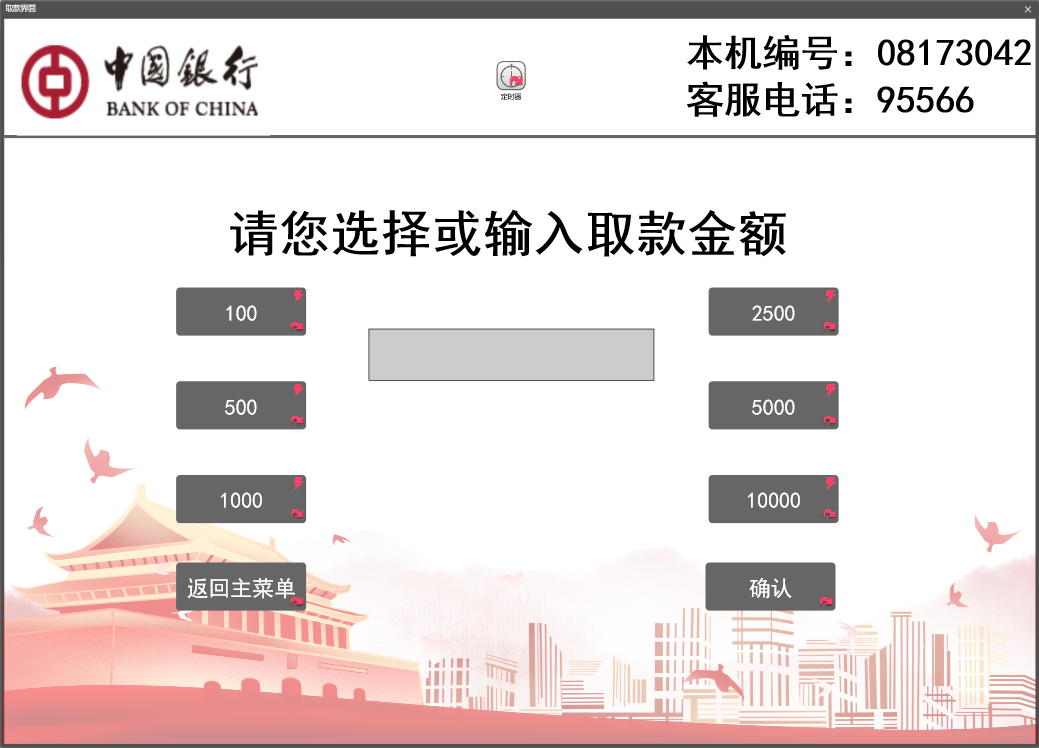 取款界面
中国銀行
BANK OF CHINA
定时器
本机编号：08173042
客服电话：95566
请您选择或输入取款金额
100
2500
500
5000
1000
10000
返回主菜单
确认